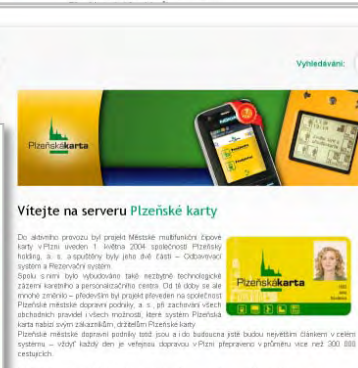 Vyhledávání:
Plzeňskákarta
Vítejte na serveru Plzeňské karty
Do aktivního provozu byl projekt Městské multifunkční čipové
karty v Plzni uveden 1. května 2004 společností Plzeňský
holding, a. s. a spuštěny byly jeho dvě části – Odbavovací
systém a Rezervační systém.
Spolu s nimi bylo vybudováno také nezbytné technologické
zázemí karetního a personalizačního centra. Od té doby se ale
mnohé změnilo – především byl projekt převeden na společnost
Plzeňské městské dopravní podniky, a. s., při zachování všech
obchodních pravidel i všech možností, které systém Plzeňská
karta nabízí svým zákazníkům, držitelům Plzeňské karty.
Plzeňské městské dopravní podniky totiž jsou a i do budoucna jistě budou největším článkem v celém
systému – vždyť každý den je veřejnou dopravou v Plzni přepraveno v průměru více než 300 000
cestujících.
Plzeňskákarta